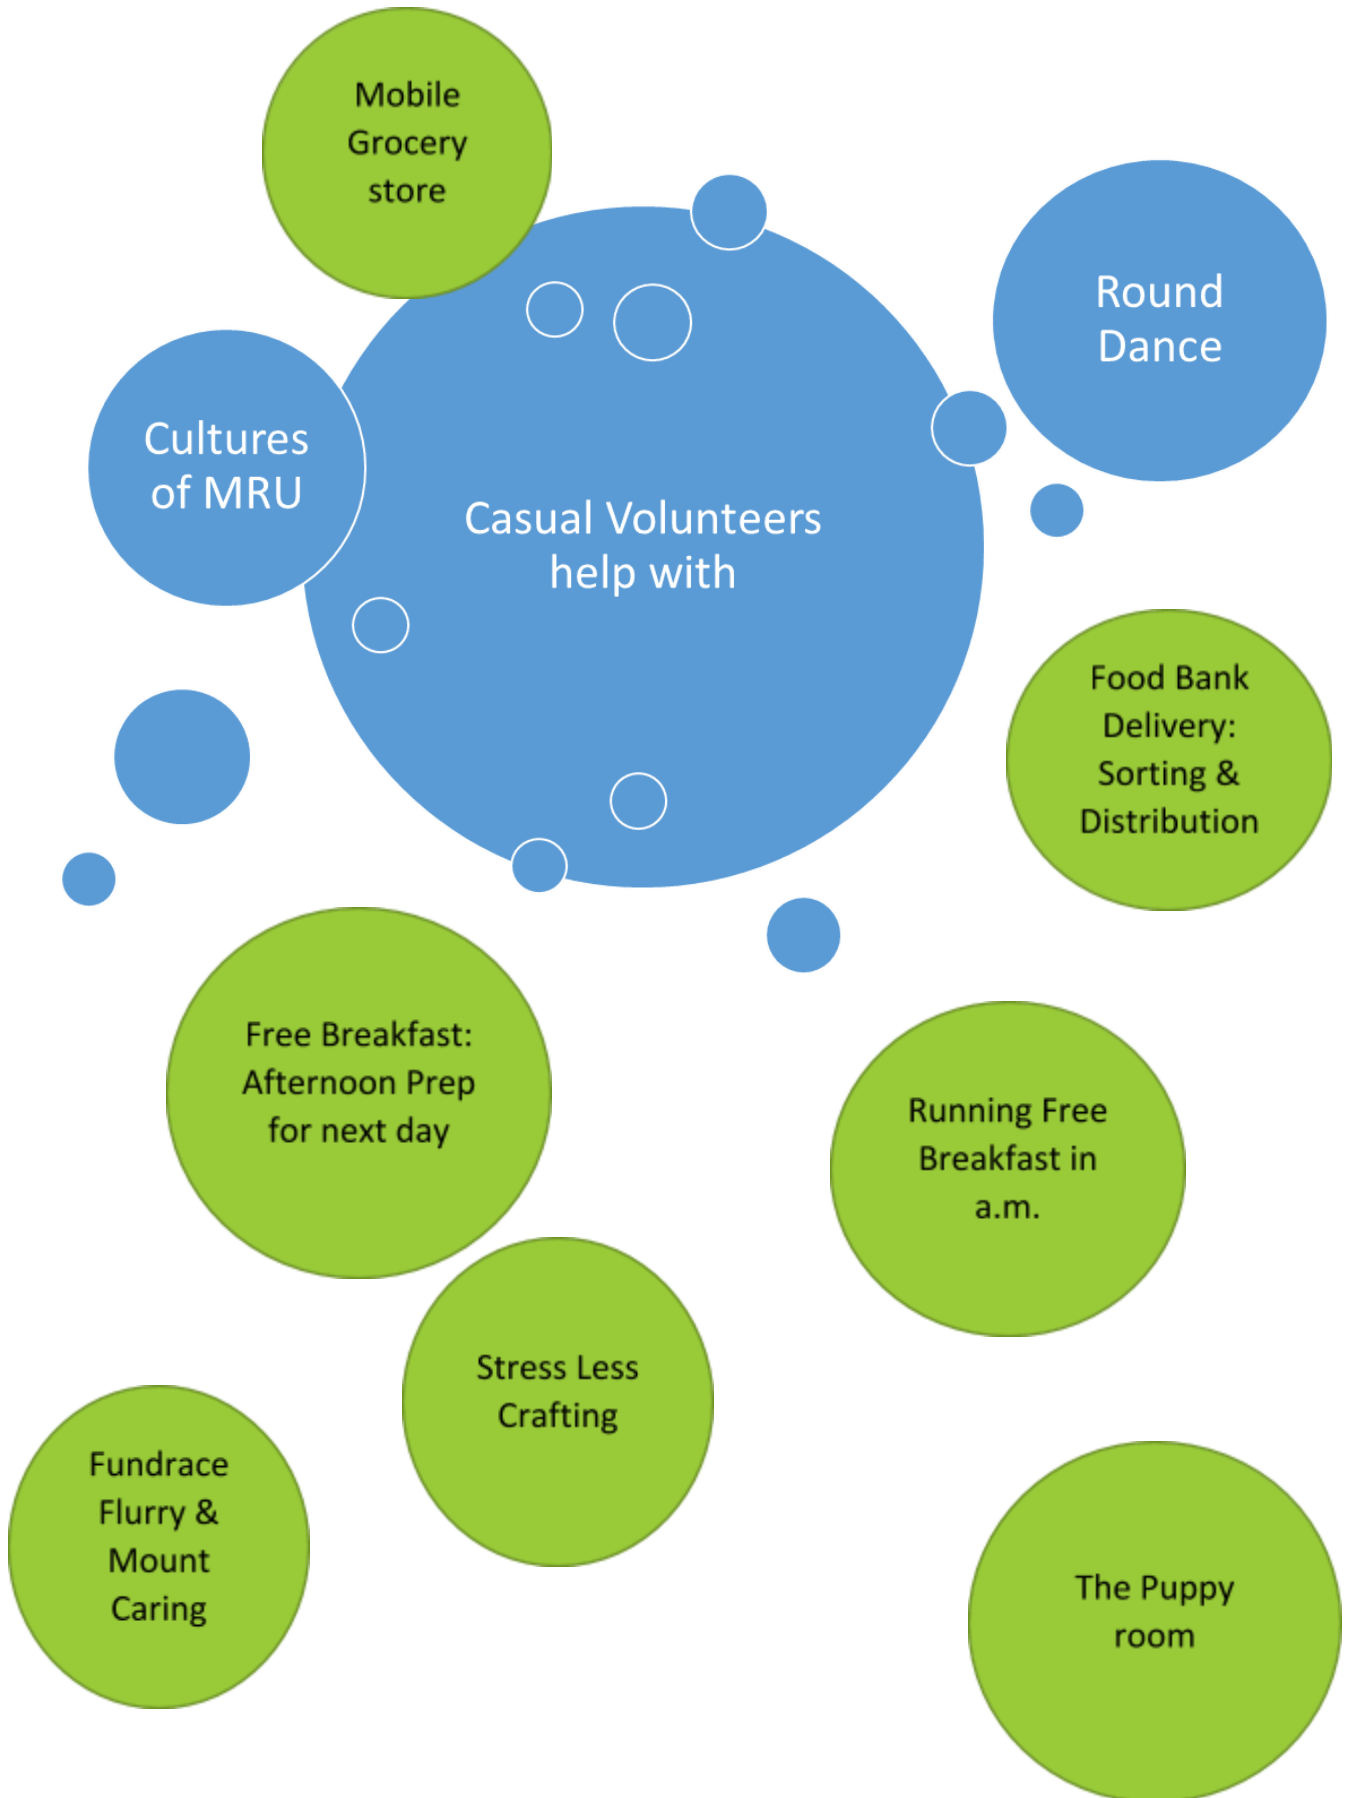 Mobile
Grocery
store
Round
Dance
Cultures
of MRU
Casual Volunteers
help with
Food Bank
Delivery:
Sorting &
Distribution
Free Breakfast:
Afternoon Prep
for next day
Running Free
Breakfast in
a.m.
Stress Less
Crafting
Fundrace
Flurry &
Mount
Caring
The Puppy
room